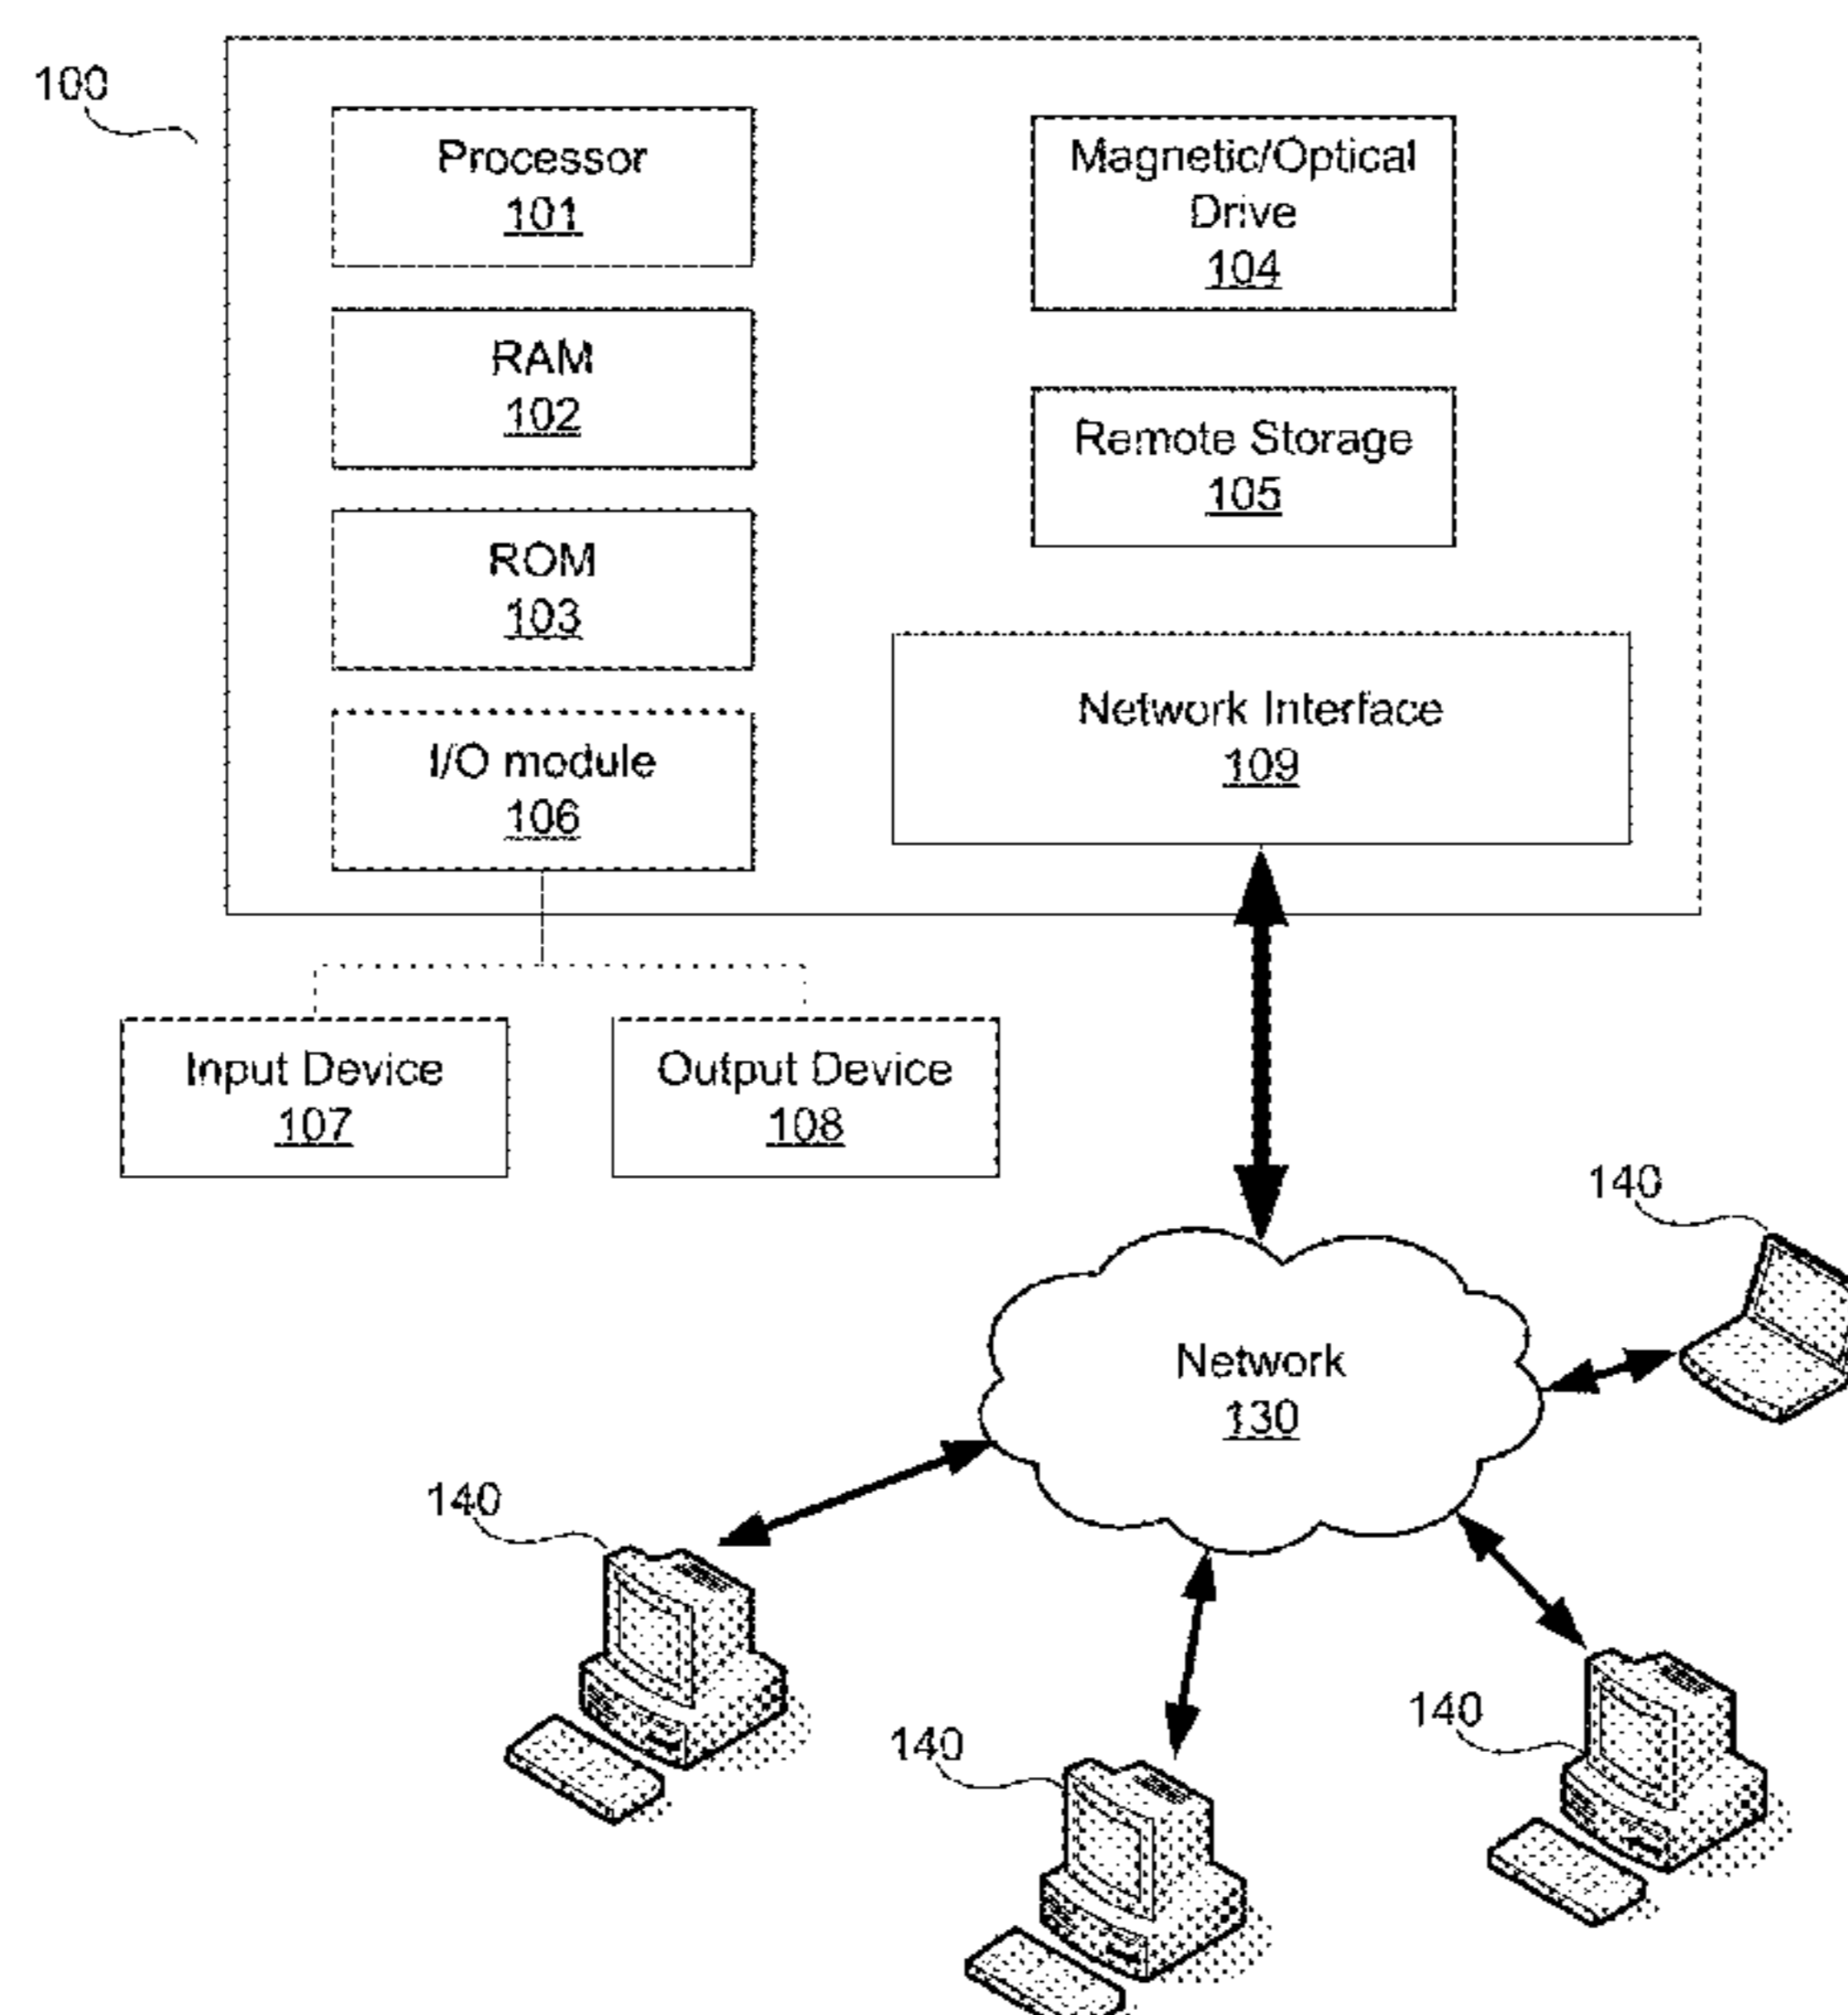 100
Processor
101
Magnetic/Optical
Drive
104
RAM
102
Remote Storage
105
ROM
103
Network Interface
109
I/O module
106
Input Device
107
Output Device
108
140
Network
130
140
140
140